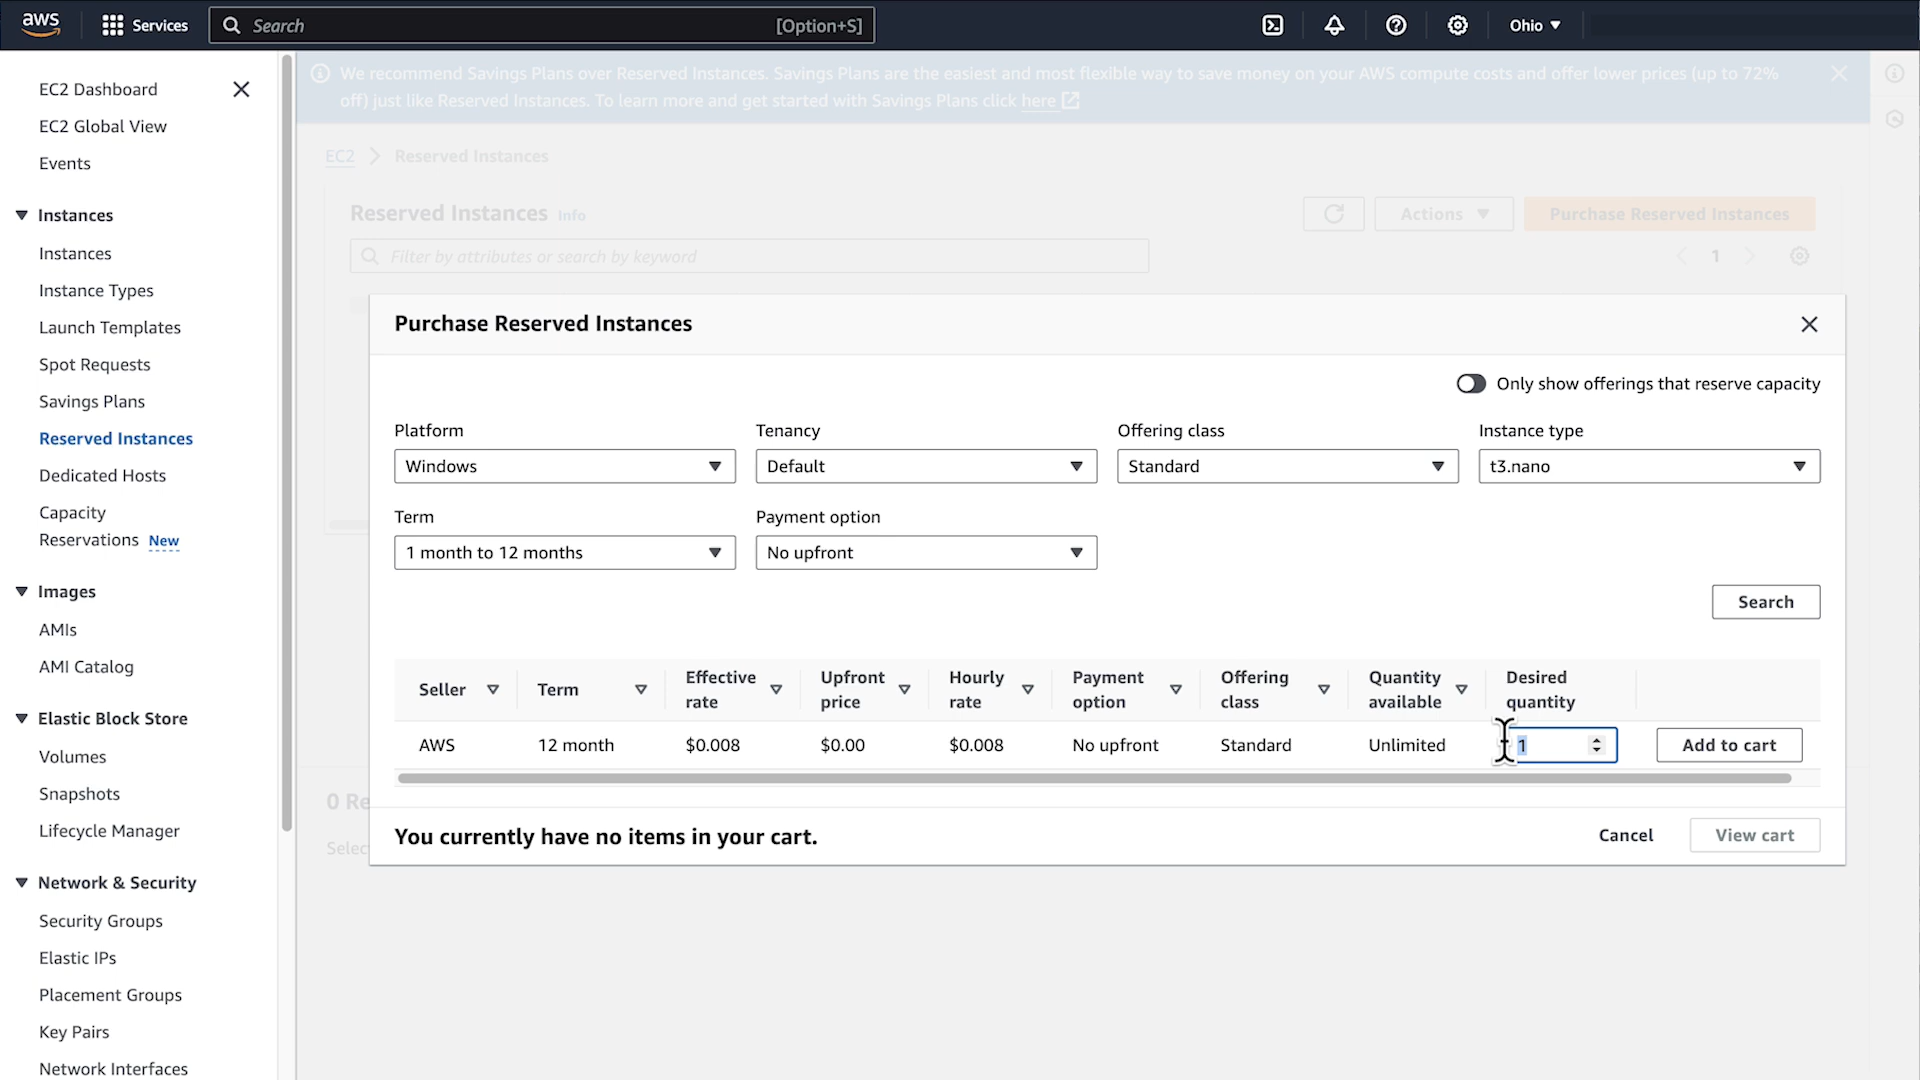 aws
Services
Search
[Option+S]
Ohio
EC2 Dashboard
EC2 Global View
Events
Instances
Instances
Instance Types
Launch Templates
Spot Requests
Savings Plans
Reserved Instances
Dedicated Hosts
Capacity
Reservations New
Images
AMIs
AMI Catalog
Elastic Block Store
Volumes
Snapshots
Lifecycle Manager
Network & Security
Security Groups
Elastic IPs
Placement Groups
Key Pairs
Network Interfaces
We recommend Savings Plans over Reserved Instances. Savings Plans are the easiest and most flexible way to save money on your AWS compute costs and offer lower prices (up to 72%
off) just like Reserved Instances. To learn more and get started with Savings Plans click here
EC2 > Reserved Instances
Reserved Instances Info
Actions
Purchase Reserved Instances
Filter by attributes or search by keyword
1
Purchase Reserved Instances
Only show offerings that reserve capacity
Platform
Tenancy
Offering class
Instance type
Windows
Default
Standard
t3.nano
Term
Payment option
1 month to 12 months
No upfront
Search
Seller
Term
Effective rate
Upfront price
Hourly rate
Payment option
Offering class
Quantity available
Desired quantity
AWS
12 month
$0.008
$0.00
$0.008
No upfront
Standard
Unlimited
1
Add to cart
0 Re
Selec
You currently have no items in your cart.
Cancel
View cart